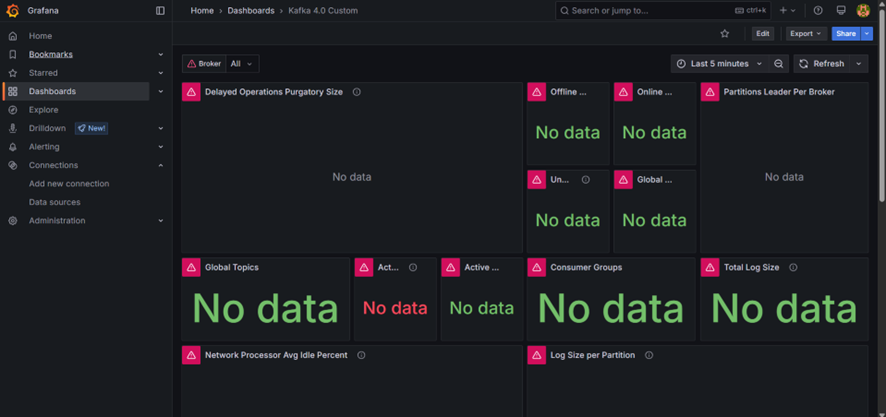 Grafana
Home
Bookmarks
Starred
Dashboards
Explore
Drilldown New!
Alerting
Connections
Add new connection
Data sources
Administration
Home > Dashboards > Kafka 4.0 Custom
Search or jump to... ctrl+k
Edit Export Share
Broker All
Last 5 minutes Refresh
Delayed Operations Purgatory Size
No data
Offline ...
No data
Online ...
No data
Partitions Leader Per Broker
No data
Un...
No data
Global ...
No data
Global Topics
No data
Act...
No data
Active ...
No data
Consumer Groups
No data
Total Log Size
No data
Network Processor Avg Idle Percent
Log Size per Partition